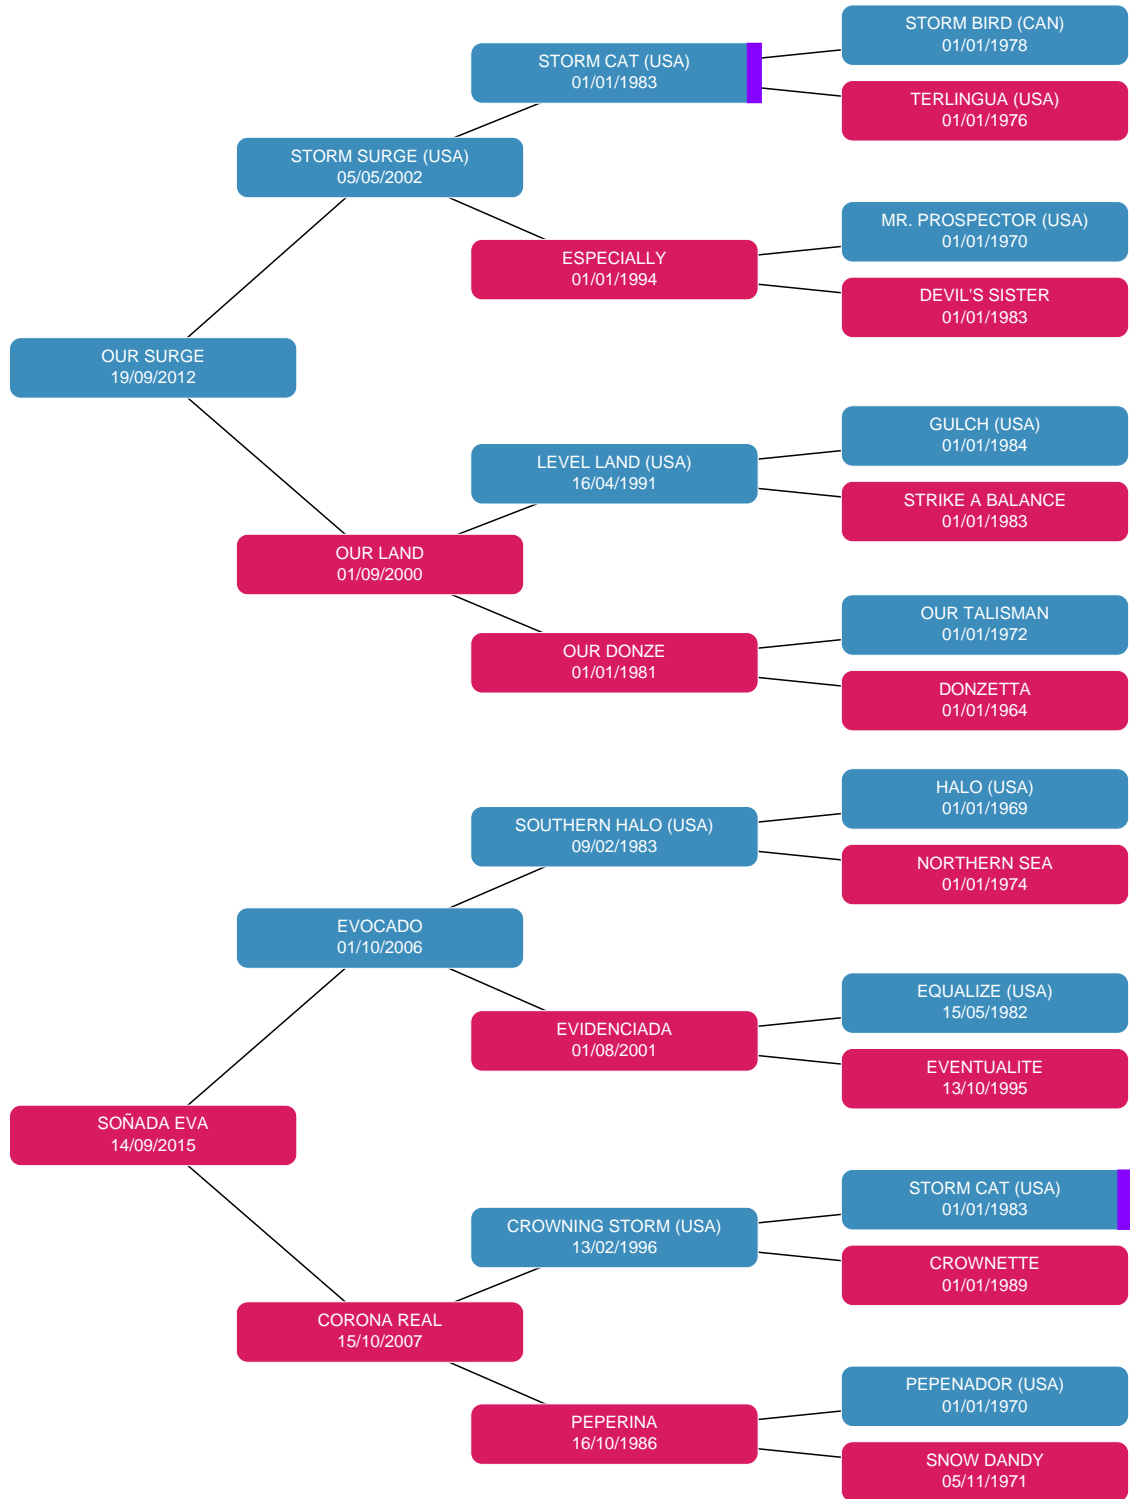 STORM BIRD (CAN)
01/01/1978
STORM CAT (USA)
01/01/1983
TERLINGUA (USA)
01/01/1976
STORM SURGE (USA)
05/05/2002
MR. PROSPECTOR (USA)
01/01/1970
ESPECIALLY
01/01/1994
DEVIL'S SISTER
01/01/1983
OUR SURGE
19/09/2012
GULCH (USA)
01/01/1984
LEVEL LAND (USA)
16/04/1991
STRIKE A BALANCE
01/01/1983
OUR LAND
01/09/2000
OUR TALISMAN
01/01/1972
OUR DONZE
01/01/1981
DONZETTA
01/01/1964
HALO (USA)
01/01/1969
SOUTHERN HALO (USA)
09/02/1983
NORTHERN SEA
01/01/1974
EVOCADO
01/10/2006
EQUALIZE (USA)
15/05/1982
EVIDENCIADA
01/08/2001
EVENTUALITE
13/10/1995
SOÑADA EVA
14/09/2015
STORM CAT (USA)
01/01/1983
CROWNING STORM (USA)
13/02/1996
CROWNETTE
01/01/1989
CORONA REAL
15/10/2007
PEPENADOR (USA)
01/01/1970
PEPERINA
16/10/1986
SNOW DANDY
05/11/1971